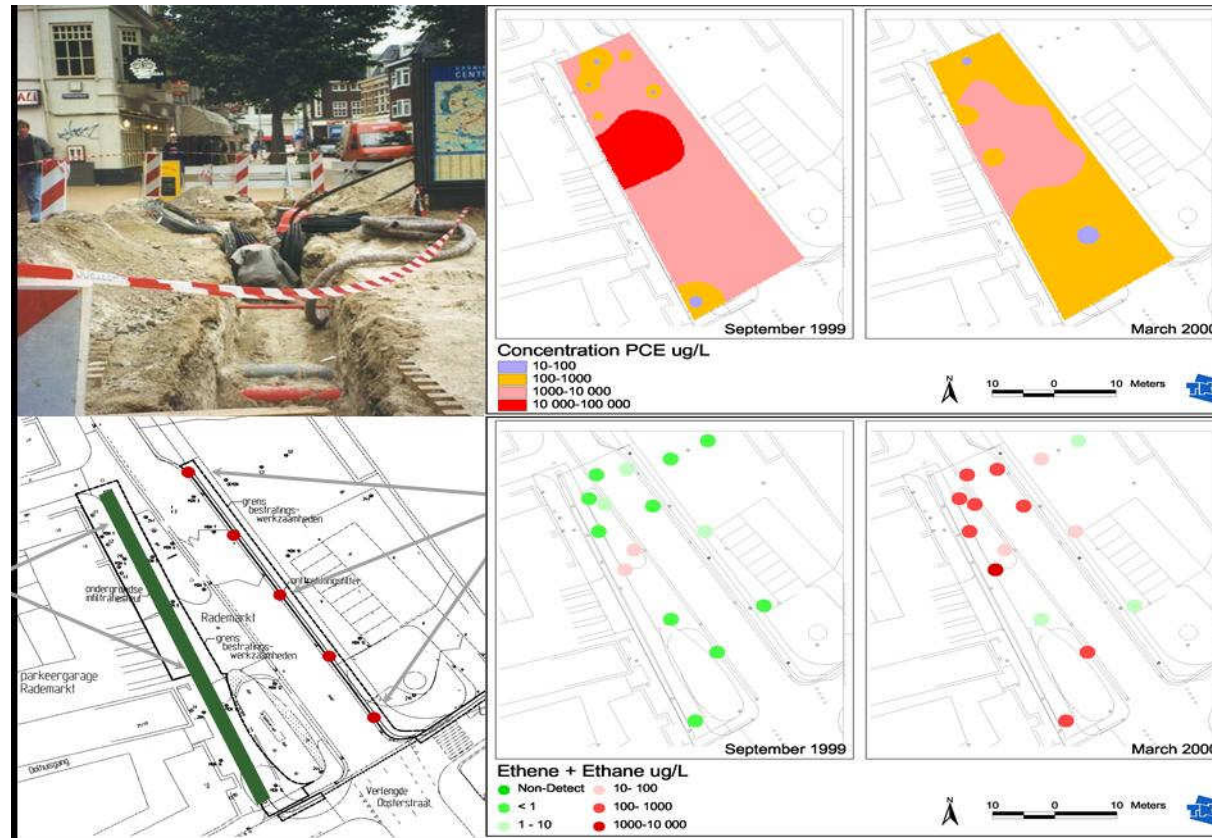 CENT
September 1999
March 2000
Concentration PCE ug/L
10-100
100-1000
1000-10 000
10 000-100 000
N
10 0 10 Meters
grens
bestratings-
werkzaamheden
ondergrondse
Rademarkt
grens
bestratings-
werkzaamheden
parkeergarage
Rademarkt
Verlengde
Oosterstraat
September 1999
March 2000
Ethene + Ethane ug/L
Non-Detect
< 1
1 - 10
10- 100
100- 1000
1000-10 000
N
10 0 10 Meters